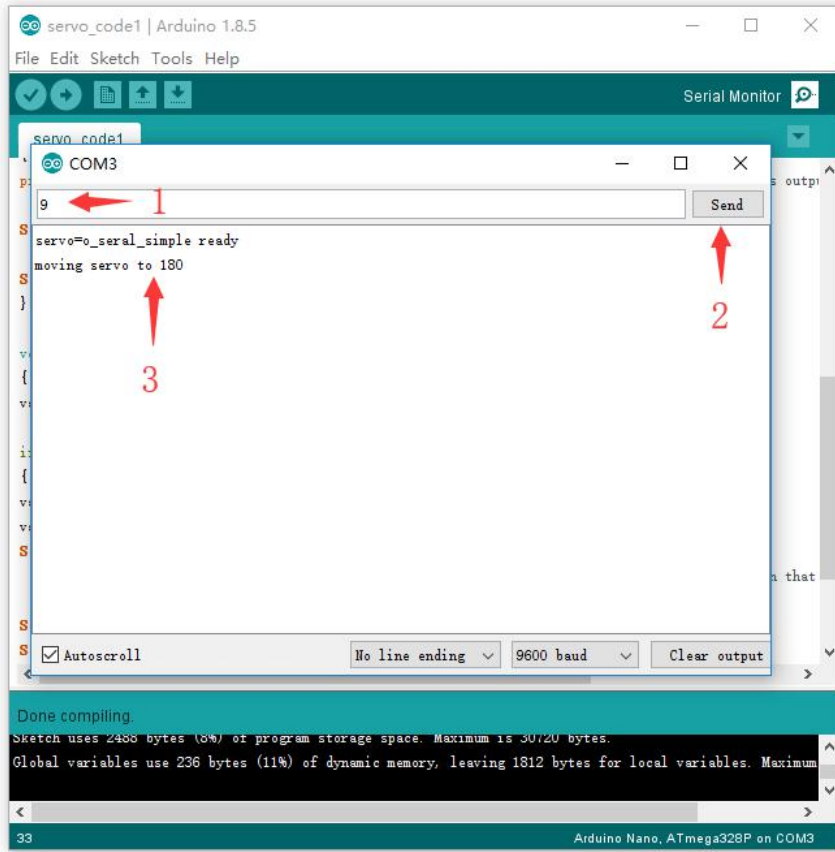 servo_code1 | Arduino 1.8.5
File Edit Sketch Tools Help
Serial Monitor
servo_code1
COM3
s outp
9
1
Send
servo=o_seral_simple ready
moving servo to 180
2
3
S
S
}
{
{
S
n that
S
S
Autoscroll
No line ending
9600 baud
Clear output
Done compiling.
Sketch uses 2488 bytes (8%) of program storage space. Maximum is 30720 bytes.
Global variables use 236 bytes (11%) of dynamic memory, leaving 1812 bytes for local variables. Maximum
33
Arduino Nano, ATmega328P on COM3